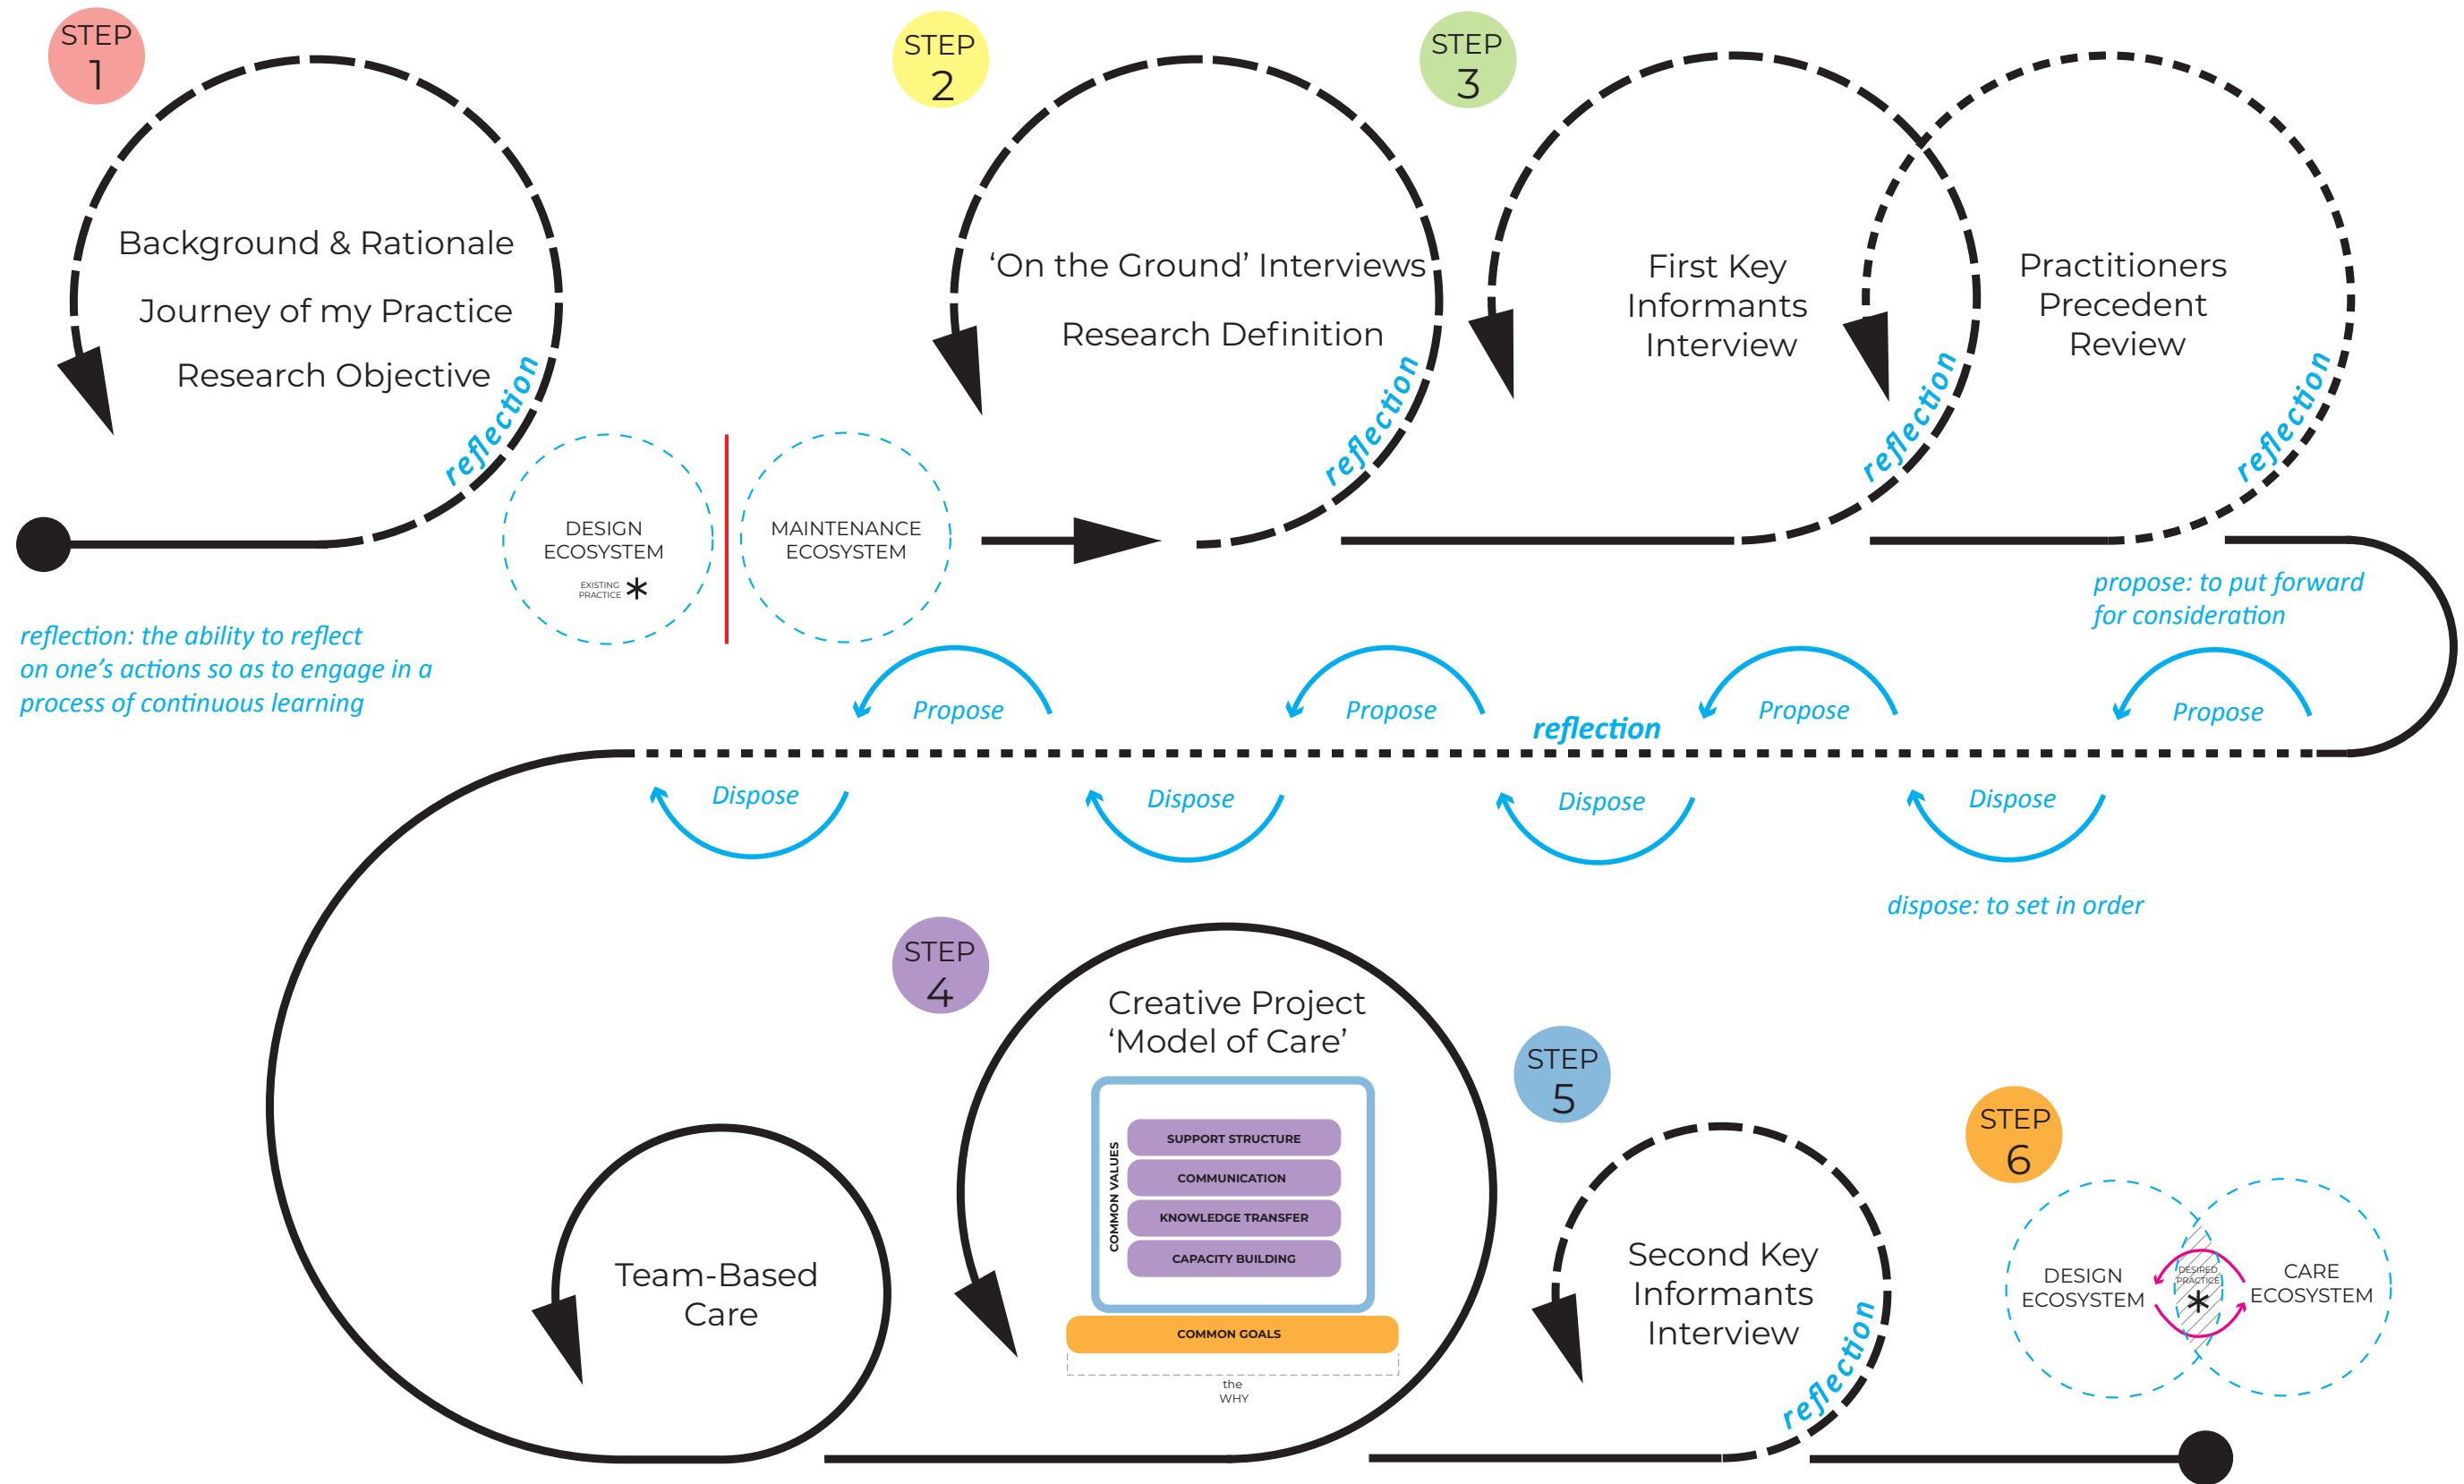 STEP
1
Background & Rationale
Journey of my Practice
Research Objective
reflection
STEP
2
‘On the Ground’ Interviews
Research Definition
reflection
STEP
3
First Key
Informants
Interview
reflection
Practitioners
Precedent
Review
reflection
DESIGN
ECOSYSTEM
EXISTING
PRACTICE
MAINTENANCE
ECOSYSTEM
reflection: the ability to reflect
on one’s actions so as to engage in a
process of continuous learning
propose: to put forward
for consideration
Propose
Propose
Propose
Propose
reflection
Dispose
Dispose
Dispose
Dispose
dispose: to set in order
Team-Based
Care
STEP
4
Creative Project
‘Model of Care’
COMMON VALUES
SUPPORT STRUCTURE
COMMUNICATION
KNOWLEDGE TRANSFER
CAPACITY BUILDING
COMMON GOALS
the
WHY
STEP
5
Second Key
Informants
Interview
reflection
STEP
6
DESIGN
ECOSYSTEM
DESIRED
PRACTICE
CARE
ECOSYSTEM